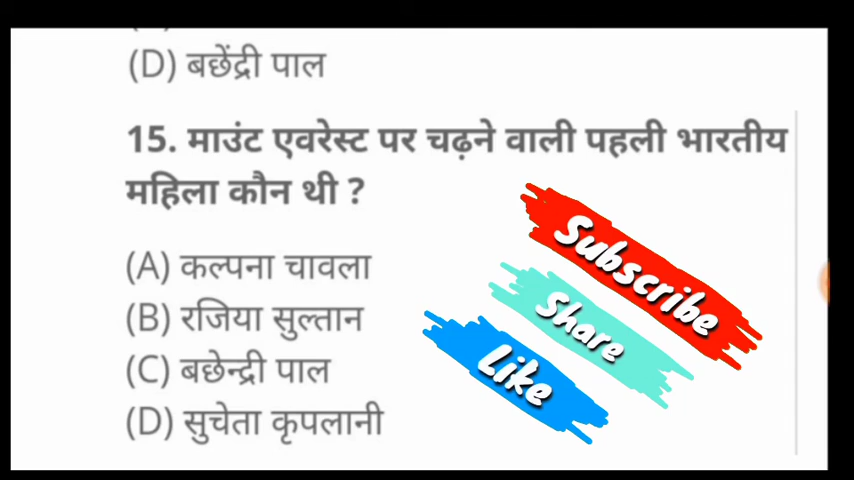 (D) बछेंद्री पाल
15. माउंट एवरेस्ट पर चढ़ने वाली पहली भारतीय
महिला कौन थी ?
(A) कल्पना चावला
(B) रजिया सुल्तान
(C) बछेन्द्री पाल
(D) सुचेता कृपलानी
Subscribe
Share
Like